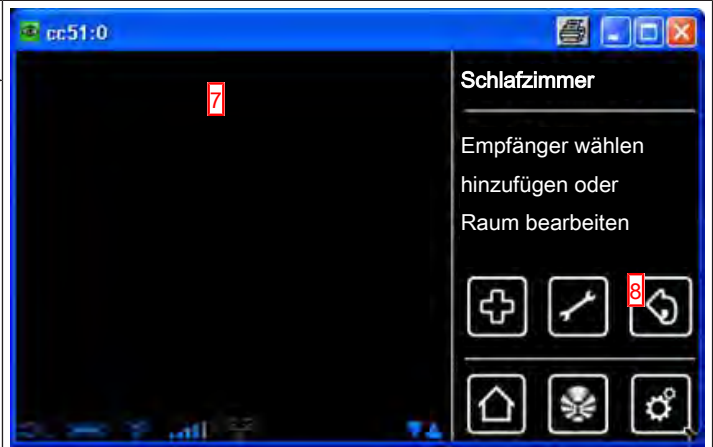 cc51:0
7
Schlafzimmer
Empfänger wählen
hinzufügen oder
Raum bearbeiten
8